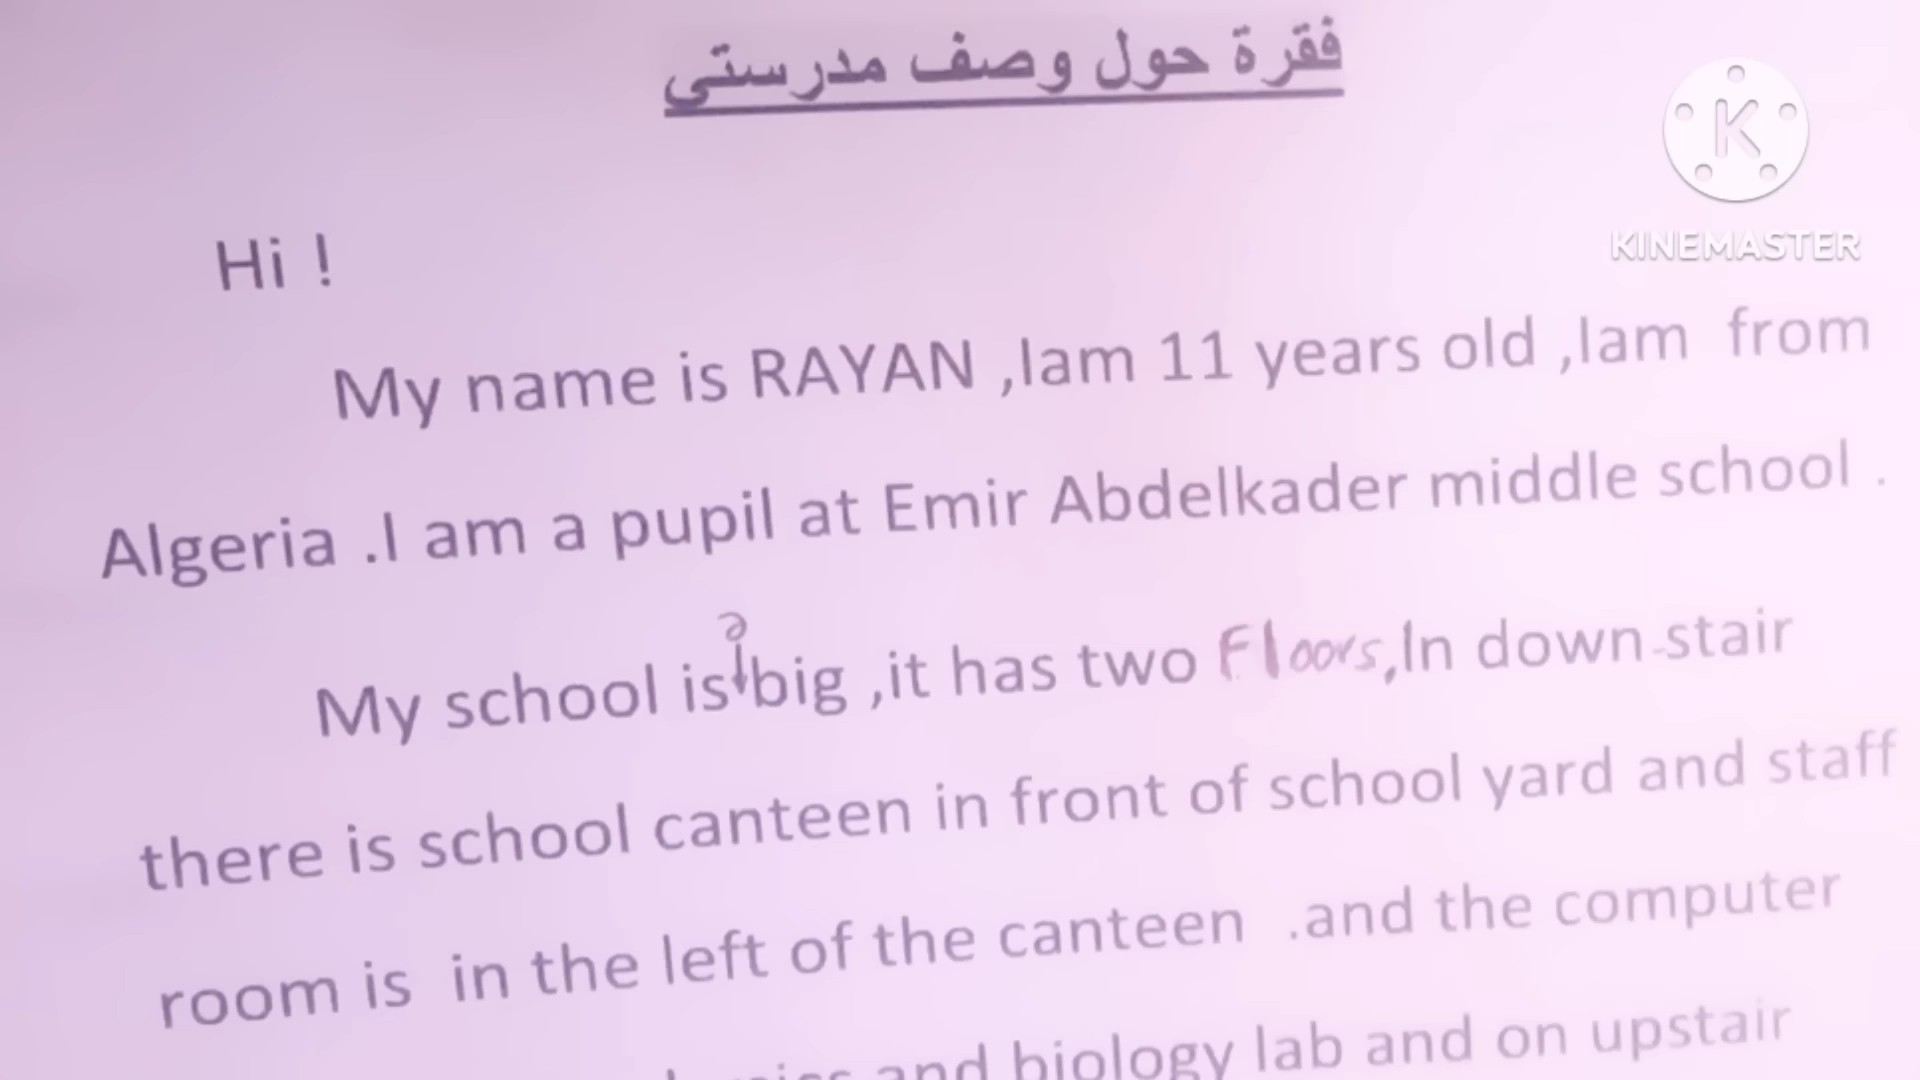 فقرة حول وصف مدرستي
K
KINEMASTER
Hi !
My name is RAYAN ,Iam 11 years old ,Iam from
Algeria .I am a pupil at Emir Abdelkader middle school .
My school is big ,it has two Floors,In down-stair
there is school canteen in front of school yard and staff
room is in the left of the canteen .and the computer
and biology lab and on upstair